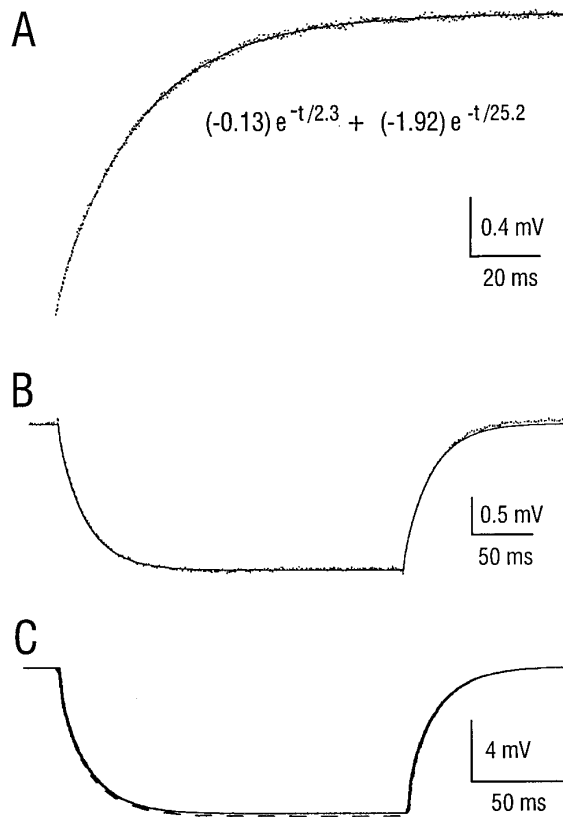 A
(-0.13) e^-t/2.3 + (-1.92) e^-t/25.2
0.4 mV
20 ms
B
0.5 mV
50 ms
C
4 mV
50 ms